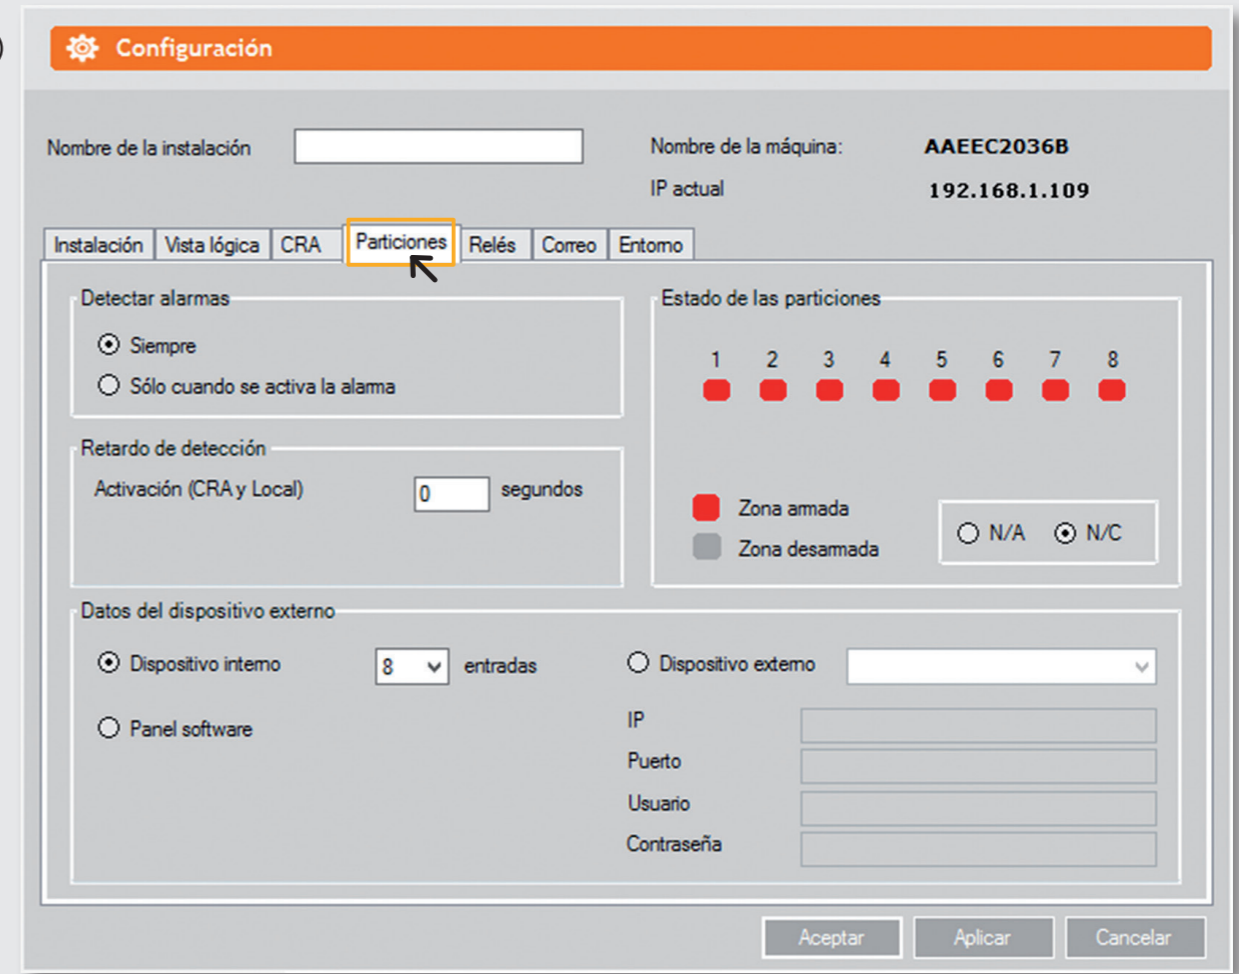 )
Configuración
Nombre de la instalación
Nombre de la máquina: AAEEC2036B
IP actual 192.168.1.109
Instalación Vista lógica CRA Particiones Relés Correo Entorno
Detectar alarmas
Siempre
Sólo cuando se activa la alarma
Estado de las particiones
1 2 3 4 5 6 7 8
Zona armada
Zona desarmada
N/A N/C
Retardo de detección
Activación (CRA y Local) 0 segundos
Datos del dispositivo externo
Dispositivo interno 8 entradas
Panel software
Dispositivo externo
IP
Puerto
Usuario
Contraseña
Aceptar Aplicar Cancelar